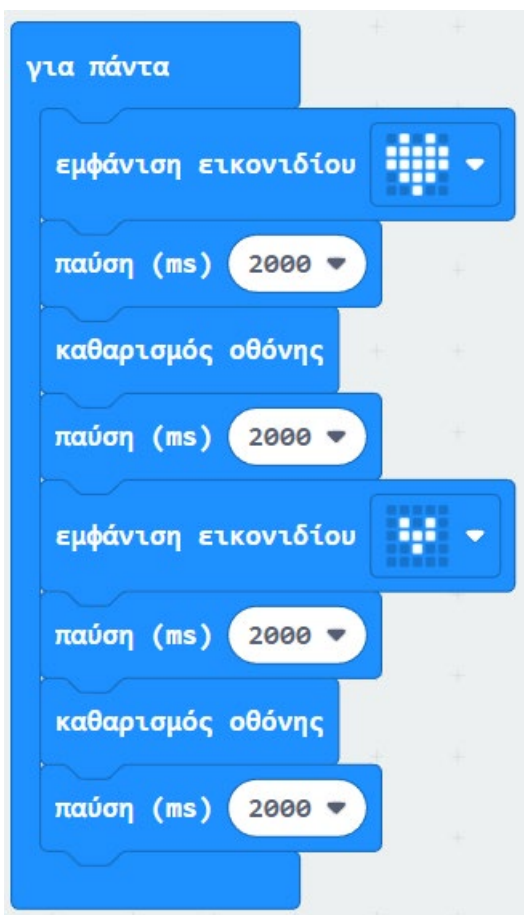 για πάντα
εμφάνιση εικονιδίου
παύση (ms) 2000
καθαρισμός οθόνης
παύση (ms) 2000
εμφάνιση εικονιδίου
παύση (ms) 2000
καθαρισμός οθόνης
παύση (ms) 2000